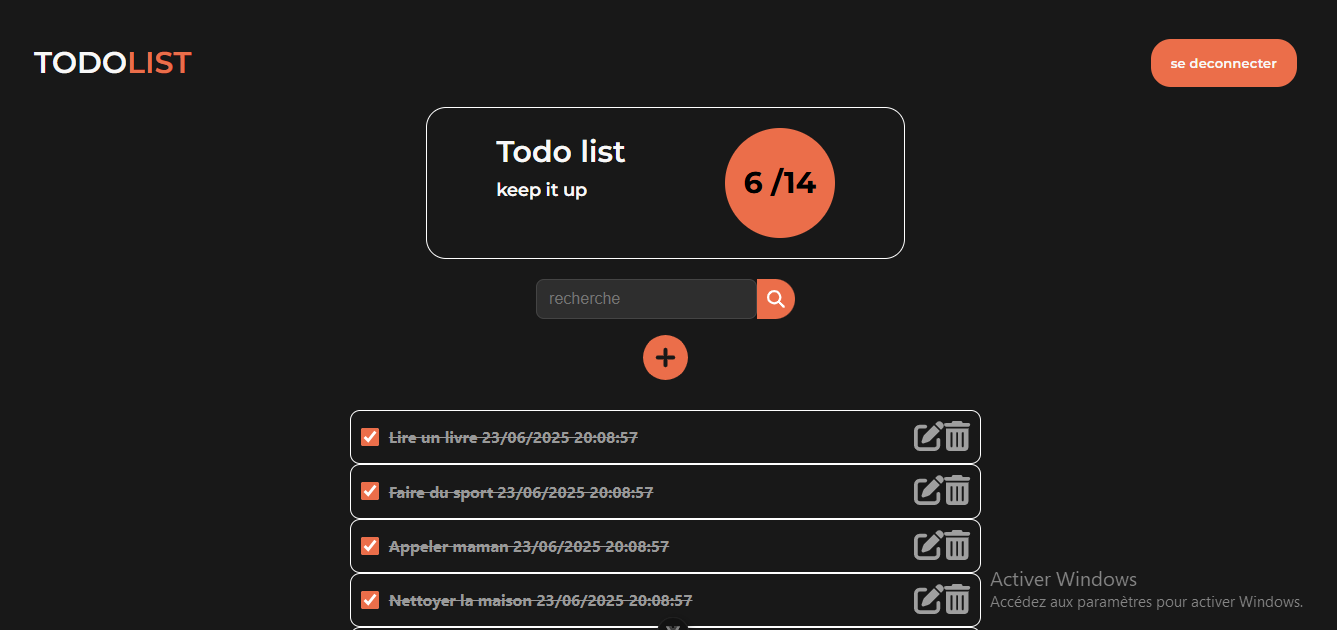 TODOLIST
se deconnecter
Todo list
keep it up
6 /14
recherche
Lire un livre 23/06/2025 20:08:57
Faire du sport 23/06/2025 20:08:57
Appeler maman 23/06/2025 20:08:57
Nettoyer la maison 23/06/2025 20:08:57
Activer Windows
Accédez aux paramètres pour activer Windows.